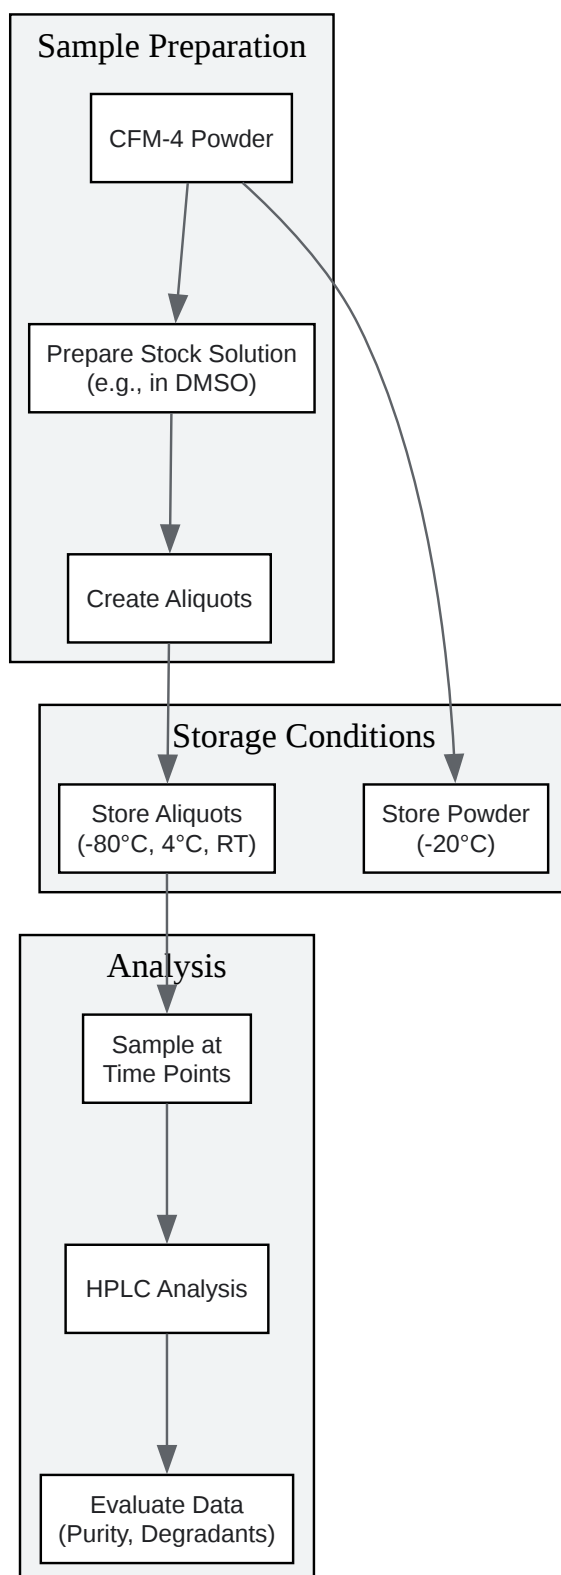 Sample Preparation
CFM-4 Powder
Prepare Stock Solution
(e.g., in DMSO)
Create Aliquots
Storage Conditions
Store Aliquots
(-80°C, 4°C, RT)
Store Powder
(-20°C)
Analysis
Sample at
Time Points
HPLC Analysis
Evaluate Data
(Purity, Degradants)